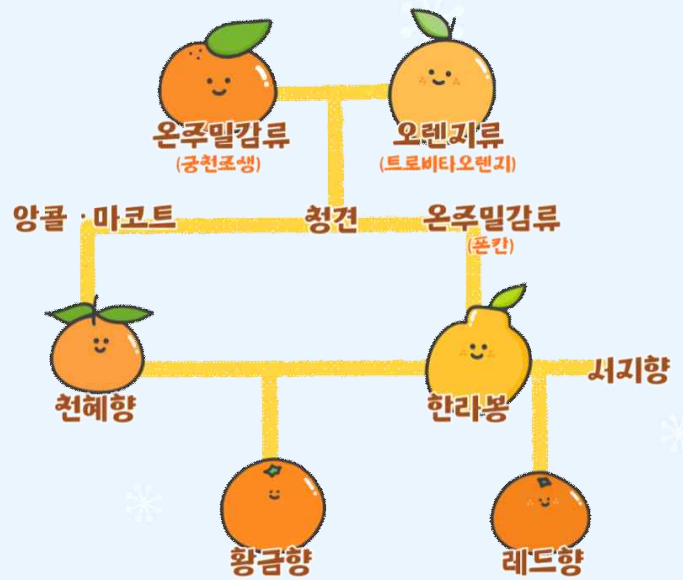 온주밀감류 오렌지류
(궁천조생) (트로비타오렌지)
앙콜·마코트 청견 온주밀감류
(폰칸)
천혜향 한라봉 서지향
황금향 레드향